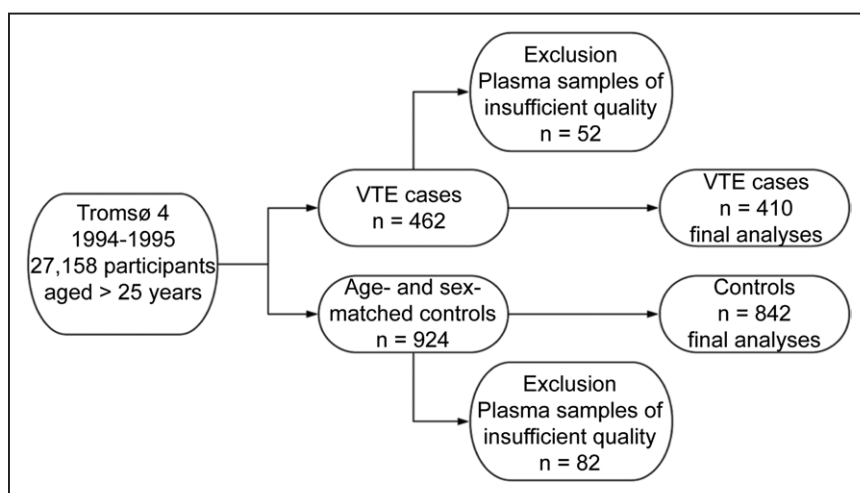 Exclusion
Plasma samples of
insufficient quality
n = 52
VTE cases
n = 462
VTE cases
n = 410
final analyses
Tromsø 4
1994-1995
27,158 participants
aged > 25 years
Age- and sex-
matched controls
n = 924
Controls
n = 842
final analyses
Exclusion
Plasma samples of
insufficient quality
n = 82